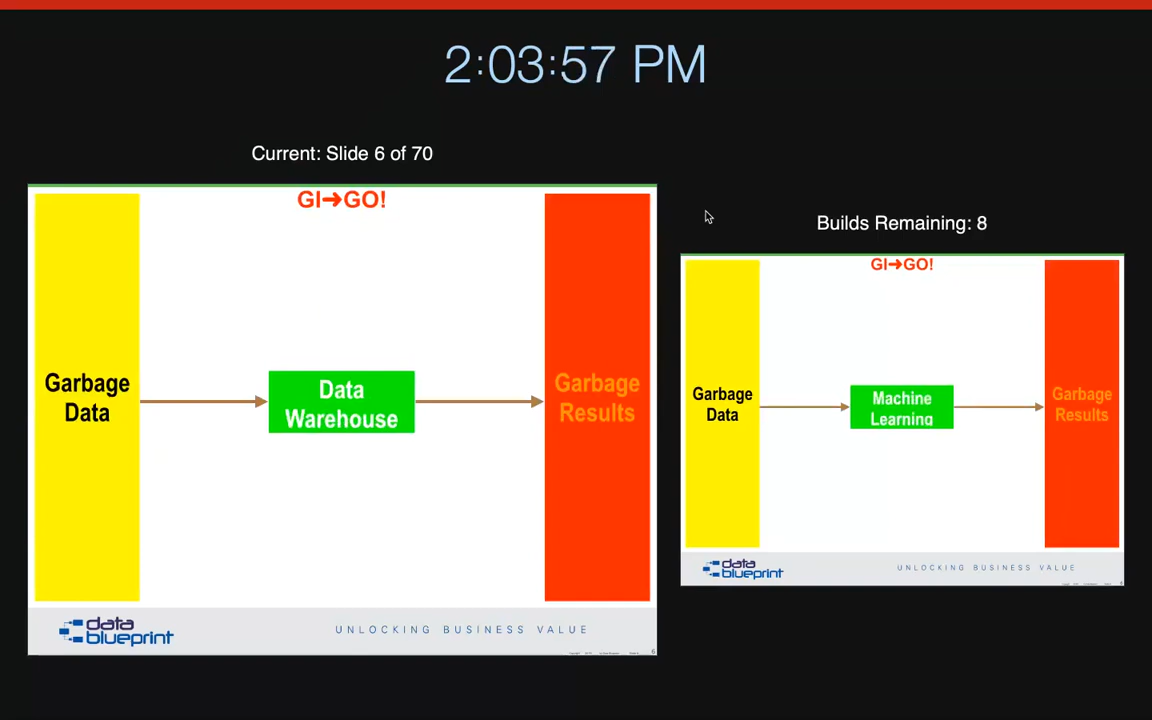 2:03:57 PM
Current: Slide 6 of 70
GI➜GO!
Garbage
Data
Data
Warehouse
Garbage
Results
data
blueprint
UNLOCKING BUSINESS VALUE
6
Builds Remaining: 8
GI➜GO!
Garbage
Data
Machine
Learning
Garbage
Results
data
blueprint
UNLOCKING BUSINESS VALUE